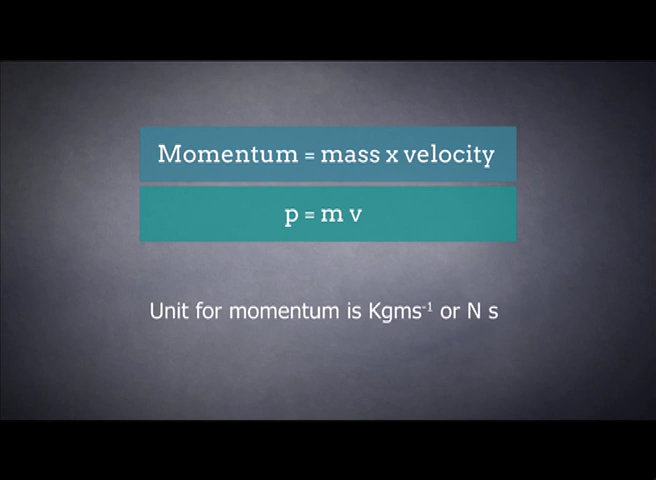 Momentum = mass x velocity
p = m v
Unit for momentum is Kgms⁻¹ or N s